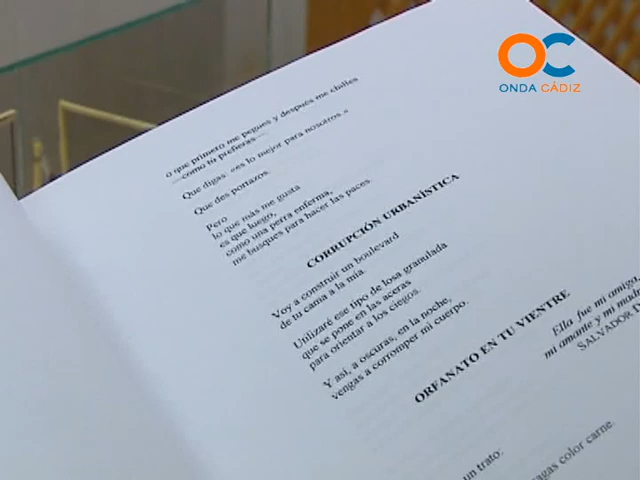 OC
ONDA CÁDIZ
o que primero me pegues y después me chilles
—como tú prefieras—
Que digas: «es lo mejor para nosotros.»
Que des portazos.
Pero
lo que más me gusta
es que luego,
como una perra enferma,
me busques para hacer las paces.
CORRUPCIÓN URBANÍSTICA
Voy a construir un boulevard
de tu cama a la mía.
Utilizaré ese tipo de losa granulada
que se pone en las aceras
para orientar a los ciegos.
Y así, a oscuras, en la noche,
vengas a corromper mi cuerpo.
ORFANATO EN TU VIENTRE
Ella fue mi amiga,
mi amante y mi madre
SALVADOR D
un trato:
agas color carne.